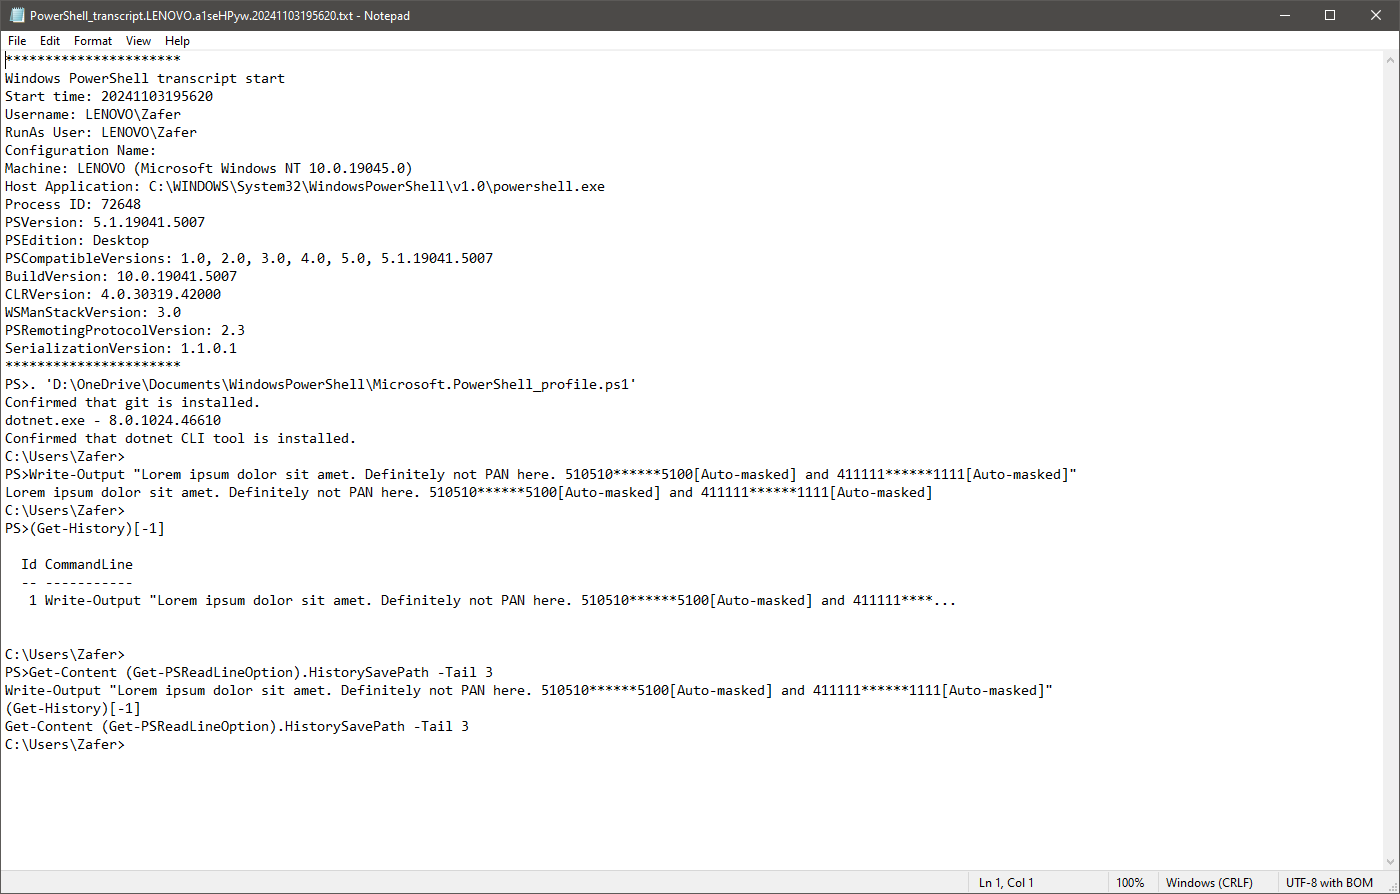 PowerShell_transcript.LENOVO.a1seHPyw.20241103195620.txt - Notepad
File Edit Format View Help
**********************
Windows PowerShell transcript start
Start time: 20241103195620
Username: LENOVO\Zafer
RunAs User: LENOVO\Zafer
Configuration Name:
Machine: LENOVO (Microsoft Windows NT 10.0.19045.0)
Host Application: C:\WINDOWS\System32\WindowsPowerShell\v1.0\powershell.exe
Process ID: 72648
PSVersion: 5.1.19041.5007
PSEdition: Desktop
PSCompatibleVersions: 1.0, 2.0, 3.0, 4.0, 5.0, 5.1.19041.5007
BuildVersion: 10.0.19041.5007
CLRVersion: 4.0.30319.42000
WSManStackVersion: 3.0
PSRemotingProtocolVersion: 2.3
SerializationVersion: 1.1.0.1
**********************
PS>. 'D:\OneDrive\Documents\WindowsPowerShell\Microsoft.PowerShell_profile.ps1'
Confirmed that git is installed.
dotnet.exe - 8.0.1024.46610
Confirmed that dotnet CLI tool is installed.
C:\Users\Zafer>
PS>Write-Output "Lorem ipsum dolor sit amet. Definitely not PAN here. 510510******5100[Auto-masked] and 411111******1111[Auto-masked]"
Lorem ipsum dolor sit amet. Definitely not PAN here. 510510******5100[Auto-masked] and 411111******1111[Auto-masked]
C:\Users\Zafer>
PS>(Get-History)[-1]
  Id CommandLine
  -- -----------
   1 Write-Output "Lorem ipsum dolor sit amet. Definitely not PAN here. 510510******5100[Auto-masked] and 411111****...
C:\Users\Zafer>
PS>Get-Content (Get-PSReadLineOption).HistorySavePath -Tail 3
Write-Output "Lorem ipsum dolor sit amet. Definitely not PAN here. 510510******5100[Auto-masked] and 411111******1111[Auto-masked]"
(Get-History)[-1]
Get-Content (Get-PSReadLineOption).HistorySavePath -Tail 3
C:\Users\Zafer>
Ln 1, Col 1 100% Windows (CRLF) UTF-8 with BOM